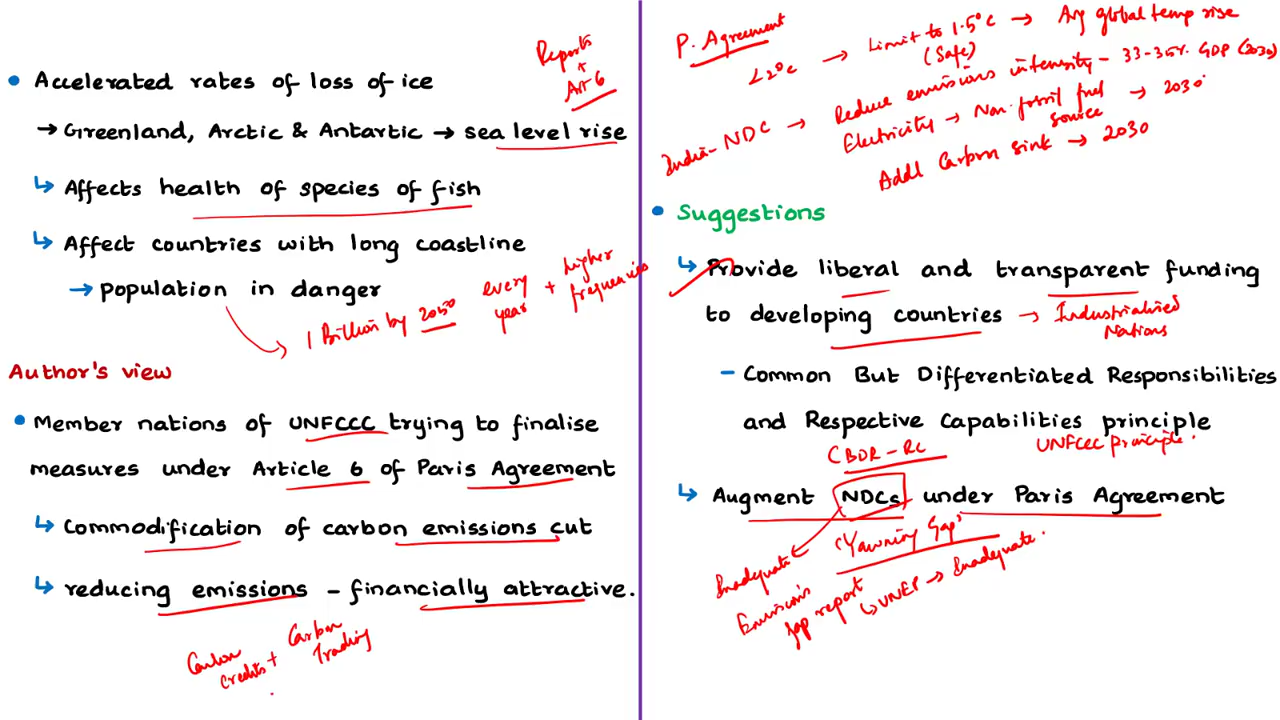 Reports
+
Art 6
• Accelerated rates of loss of ice
→ Greenland, Arctic & Antartic → sea level rise
↳ Affects health of species of fish
↳ Affect countries with long coastline
→ population in danger
1 Billion by 2050 every year + higher frequencies
Author's view
• Member nations of UNFCCC trying to finalise
measures under Article 6 of Paris Agreement
↳ Commodification of carbon emissions cut
↳ reducing emissions - financially attractive.
Carbon Credits + Carbon Trading
P. Agreement
<2°c → Limit to 1.5°c → Avg global temp rise
(Safe)
India-NDC → Reduce emissions intensity - 33-35%. GDP (2030)
Electricity → Non-fossil fuel source → 2030
Addl Carbon sink → 2030
• Suggestions
↳ Provide liberal and transparent funding
to developing countries → Industrialised Nations
- Common But Differentiated Responsibilities
and Respective Capabilities principle
CBDR-RC
UNFCCC principle.
↳ Augment NDCs under Paris Agreement
'Yawning Gap'
Inadequate
Emissions
gap report
↳ UNEP → Inadequate.